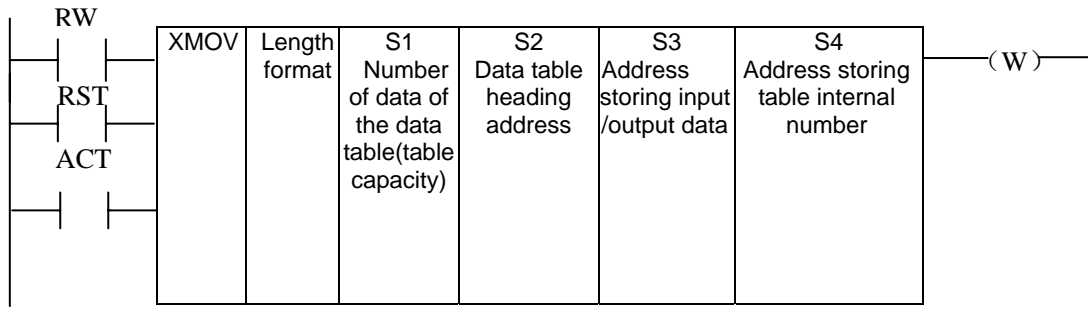 RW
RST
ACT
XMOV
Length
format
S1
Number
of data of
the data
table(table
capacity)
S2
Data table
heading
address
S3
Address
storing input
/output data
S4
Address storing
table internal
number
(W)